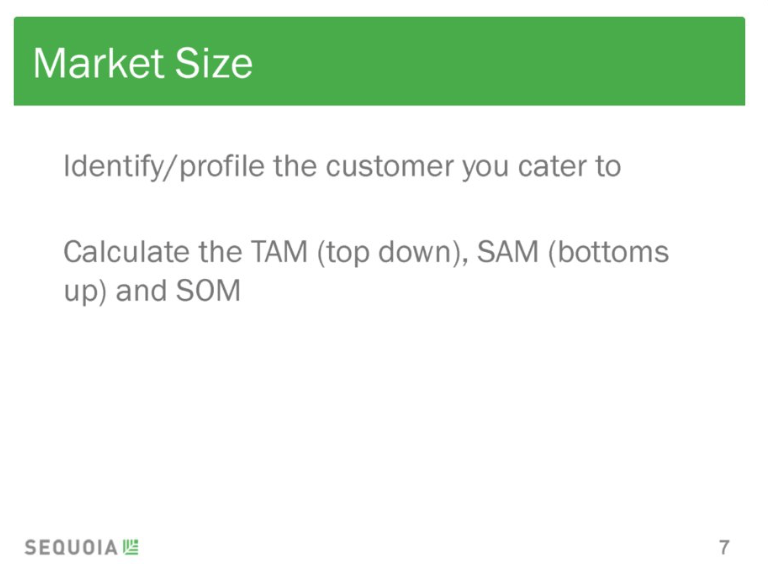 Market Size
Identify/profile the customer you cater to
Calculate the TAM (top down), SAM (bottoms
up) and SOM
SEQUOIA
7